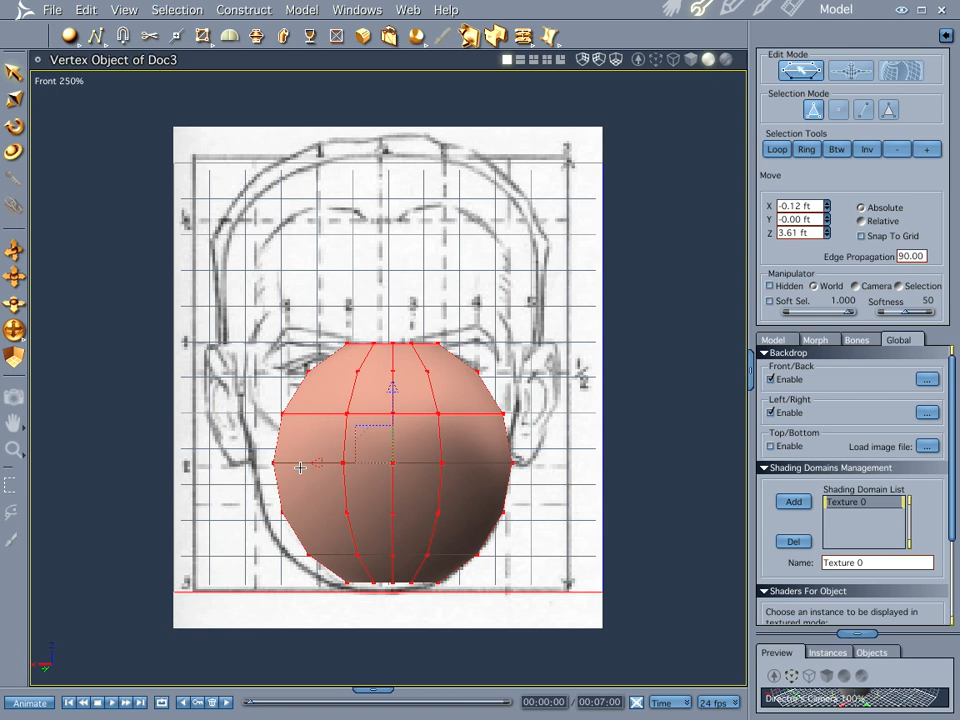 File Edit View Selection Construct Model Windows Web Help
Model
Vertex Object of Doc3
Front 250%
Edit Mode
Selection Mode
Selection Tools
Loop Ring Btw Inv - +
Move
X -0.12 ft Absolute
Y -0.00 ft Relative
Z 3.61 ft Snap To Grid
Edge Propagation 90.00
Manipulator
Hidden World Camera Selection
Soft Sel. 1.000 Softness 50
Model Morph Bones Global
Backdrop
Front/Back
Enable ...
Left/Right
Enable ...
Top/Bottom
Enable Load image file: ...
Shading Domains Management
Shading Domain List
Add Texture 0
Del
Name: Texture 0
Shaders For Object
Choose an instance to be displayed in
textured mode:
Preview Instances Objects
Director's Camera 100%
Animate 00:00:00 / 00:07:00 Time 24 fps
1 2 3 4 5